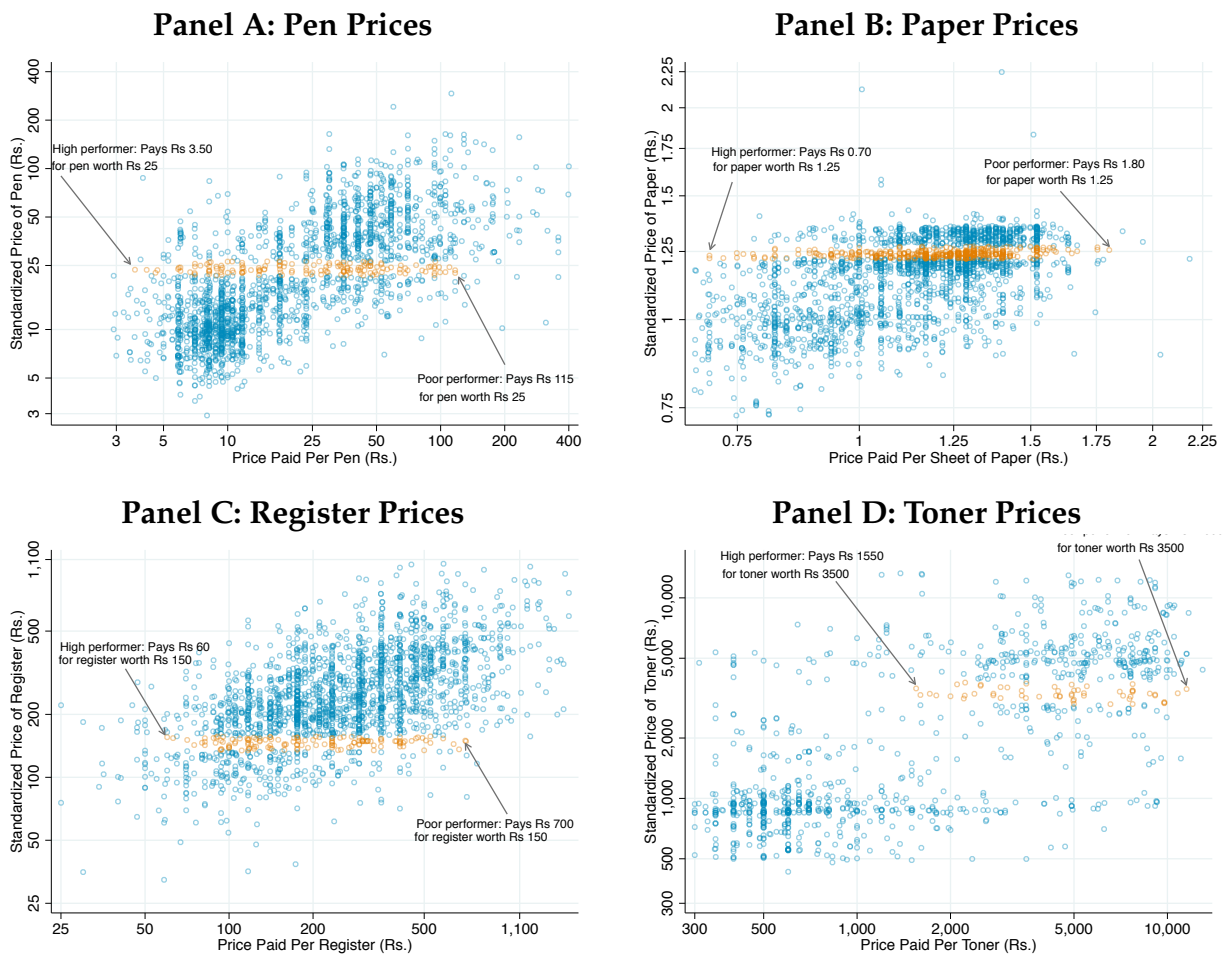 Panel A: Pen Prices
Standardized Price of Pen (Rs.)
400
200
100
50
25
10
5
3
High performer: Pays Rs 3.50
for pen worth Rs 25
Poor performer: Pays Rs 115
for pen worth Rs 25
3
5
10
25
50
100
200
400
Price Paid Per Pen (Rs.)
Panel B: Paper Prices
Standardized Price of Paper (Rs.)
2.25
2
1.75
1.5
1.25
1
0.75
High performer: Pays Rs 0.70
for paper worth Rs 1.25
Poor performer: Pays Rs 1.80
for paper worth Rs 1.25
0.75
1
1.25
1.5
1.75
2
2.25
Price Paid Per Sheet of Paper (Rs.)
Panel C: Register Prices
Standardized Price of Register (Rs.)
1,100
500
200
100
50
25
High performer: Pays Rs 60
for register worth Rs 150
Poor performer: Pays Rs 700
for register worth Rs 150
25
50
100
200
500
1,100
Price Paid Per Register (Rs.)
Panel D: Toner Prices
Standardized Price of Toner (Rs.)
10,000
5,000
2,000
1,000
500
300
High performer: Pays Rs 1550
for toner worth Rs 3500
for toner worth Rs 3500
300
500
1,000
2,000
5,000
10,000
Price Paid Per Toner (Rs.)